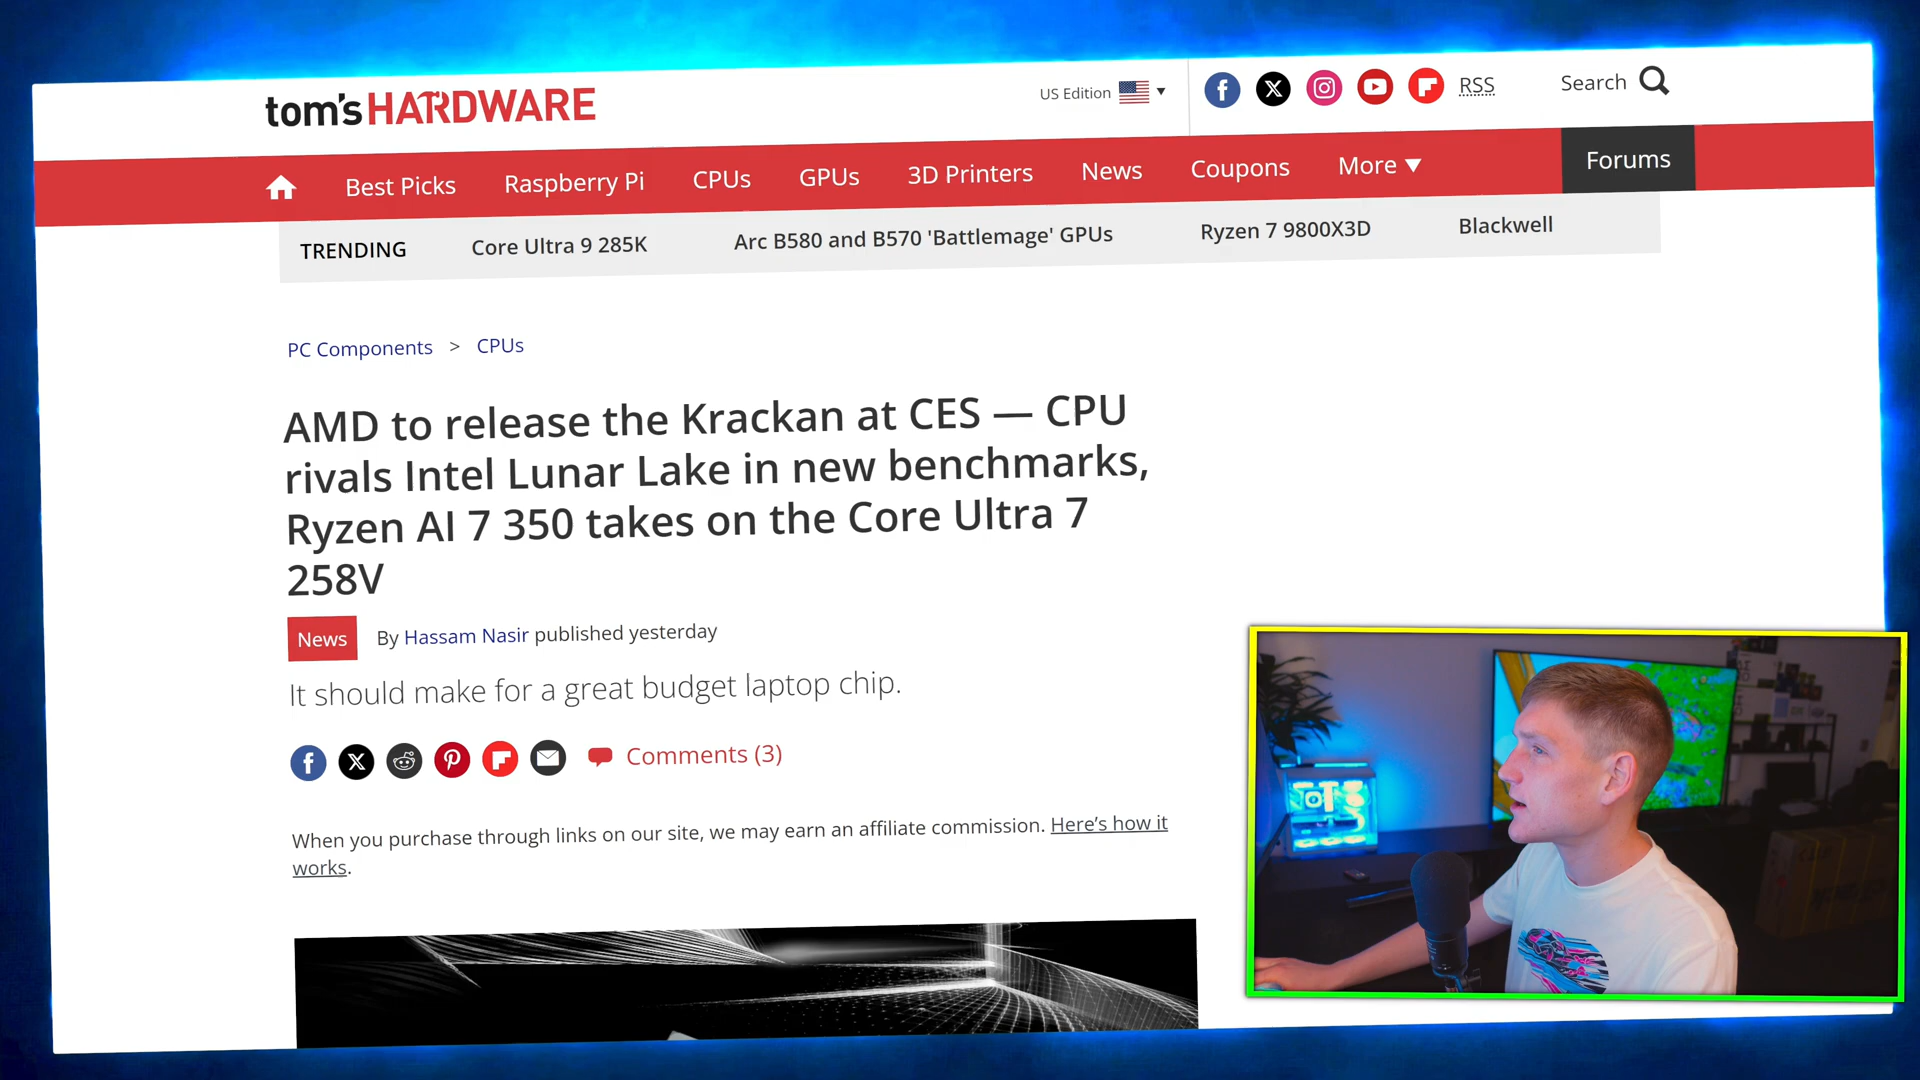 tom's HARDWARE
US Edition
RSS
Search
Best Picks
Raspberry Pi
CPUs
GPUs
3D Printers
News
Coupons
More
Forums
TRENDING
Core Ultra 9 285K
Arc B580 and B570 'Battlemage' GPUs
Ryzen 7 9800X3D
Blackwell
PC Components > CPUs
AMD to release the Krackan at CES — CPU
rivals Intel Lunar Lake in new benchmarks,
Ryzen AI 7 350 takes on the Core Ultra 7
258V
News
By Hassam Nasir published yesterday
It should make for a great budget laptop chip.
Comments (3)
When you purchase through links on our site, we may earn an affiliate commission. Here’s how it
works.